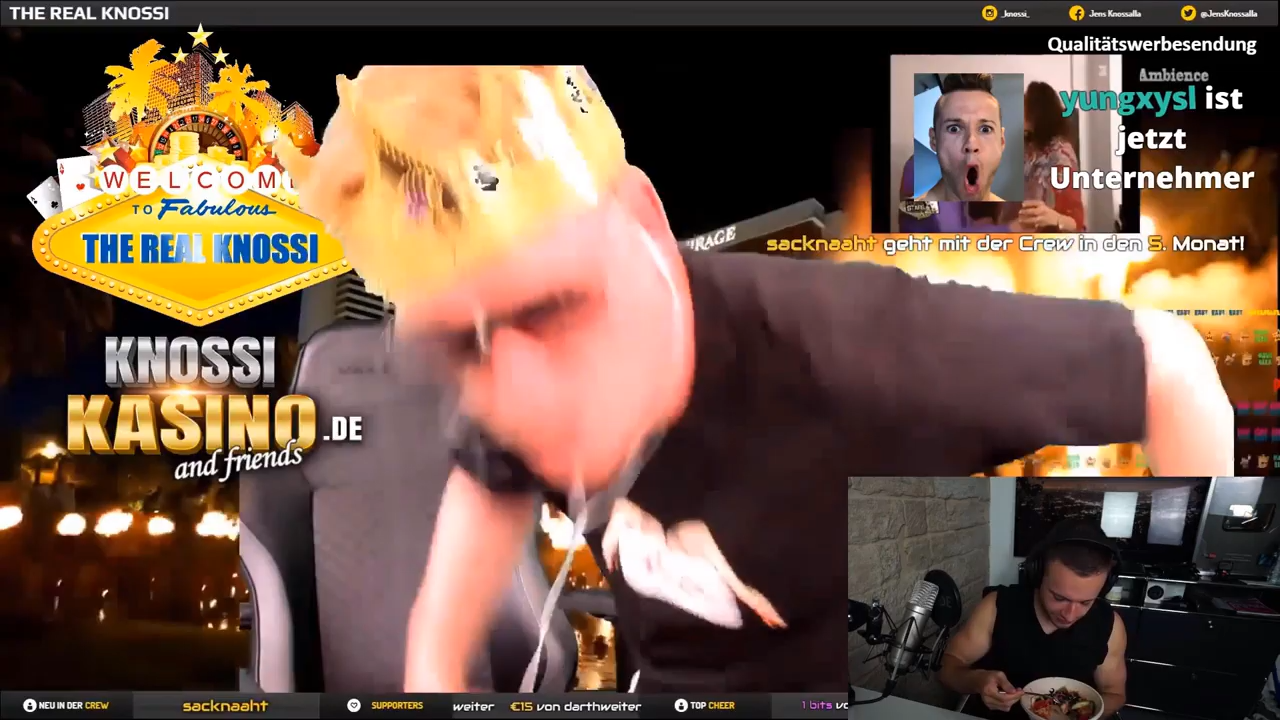 THE REAL KNOSSI
_knossi_
Jens Knossalla
@JensKnossalla
Qualitätswerbesendung
Ambience
yungxysl ist
jetzt
Unternehmer
sacknaaht geht mit der Crew in den 5. Monat!
WELCOM
TO Fabulous
THE REAL KNOSSI
KNOSSI
KASINO.DE
and friends
NEU IN DER CREW
sacknaaht
SUPPORTERS
weiter
€15 von darthweiter
TOP CHEER
1 bits